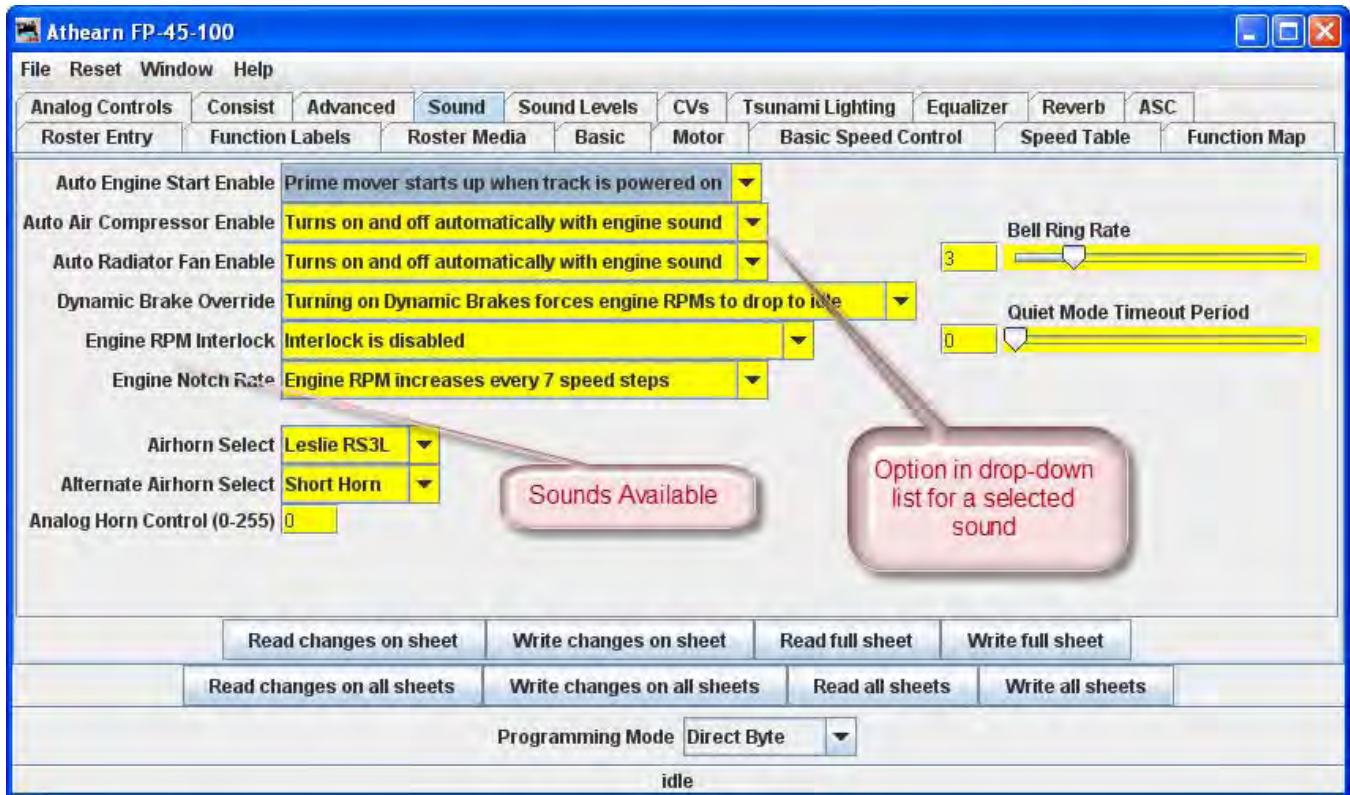 Athearn FP-45-100
File Reset Window Help
Analog Controls Consist Advanced Sound Sound Levels CVs Tsunami Lighting Equalizer Reverb ASC
Roster Entry Function Labels Roster Media Basic Motor Basic Speed Control Speed Table Function Map
Auto Engine Start Enable Prime mover starts up when track is powered on
Auto Air Compressor Enable Turns on and off automatically with engine sound
Bell Ring Rate
Auto Radiator Fan Enable Turns on and off automatically with engine sound
3
Dynamic Brake Override Turning on Dynamic Brakes forces engine RPMs to drop to idle
Quiet Mode Timeout Period
Engine RPM Interlock Interlock is disabled
0
Engine Notch Rate Engine RPM increases every 7 speed steps
Airhorn Select Leslie RS3L
Alternate Airhorn Select Short Horn
Analog Horn Control (0-255) 0
Sounds Available
Option in drop-down
list for a selected
sound
Read changes on sheet Write changes on sheet Read full sheet Write full sheet
Read changes on all sheets Write changes on all sheets Read all sheets Write all sheets
Programming Mode Direct Byte
idle